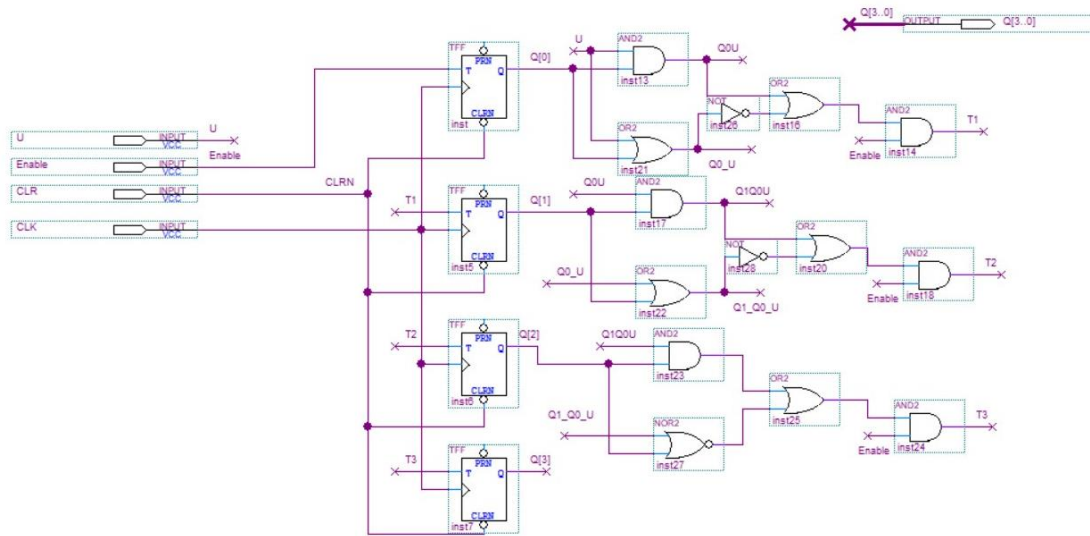 Q[3..0]
OUTPUT
Q[3..0]
TFF
PRN
T
Q
CLRN
inst
Q[0]
U
AND2
inst13
Q0U
OR2
inst21
NOT
inst26
Q0_U
OR2
inst16
AND2
Enable
inst14
T1
U
INPUT
VCC
U
Enable
INPUT
VCC
Enable
CLR
INPUT
VCC
CLRN
CLK
INPUT
VCC
T1
TFF
PRN
T
Q
CLRN
inst5
Q[1]
Q0U
AND2
inst17
Q1Q0U
Q0_U
OR2
inst22
NOT
inst28
Q1_Q0_U
OR2
inst20
AND2
Enable
inst18
T2
T2
TFF
PRN
T
Q
CLRN
inst6
Q[2]
Q1Q0U
AND2
inst23
Q1_Q0_U
NOR2
inst27
OR2
inst25
AND2
Enable
inst24
T3
T3
TFF
PRN
T
Q
CLRN
inst7
Q[3]